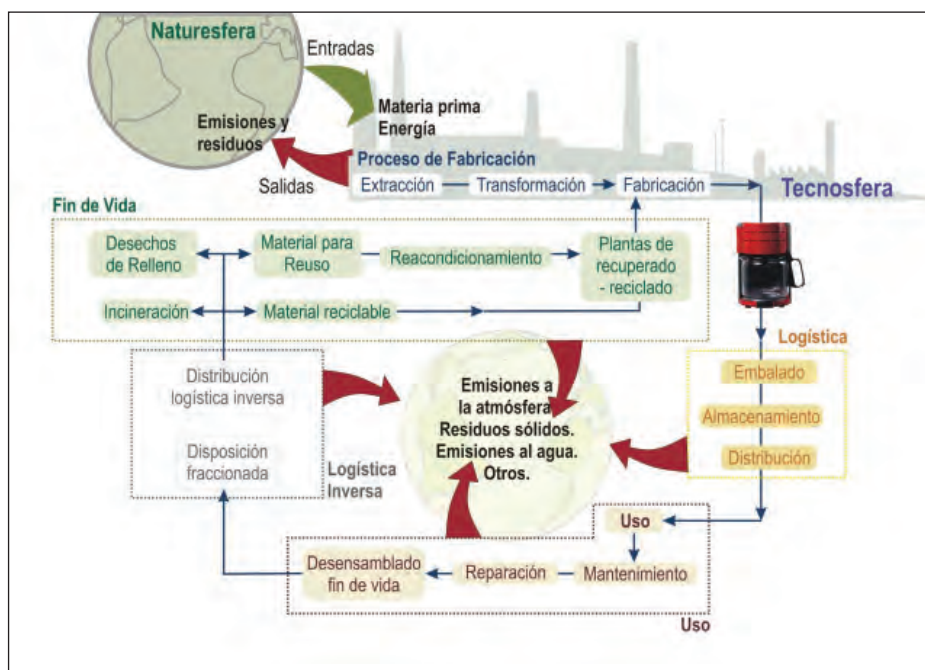 Naturesfera
Entradas
Materia prima
Energía
Emisiones y
residuos
Salidas
Proceso de Fabricación
Extracción
Transformación
Fabricación
Tecnosfera
Fin de Vida
Desechos
de Relleno
Material para
Reuso
Reacondicionamiento
Plantas de
recuperado
- reciclado
Incineración
Material reciclable
Logística
Embalado
Almacenamiento
Distribución
Distribución
logística inversa
Disposición
fraccionada
Logística
Inversa
Emisiones a
la atmósfera
Residuos sólidos.
Emisiones al agua.
Otros.
Uso
Mantenimiento
Reparación
Desensamblado
fin de vida
Uso